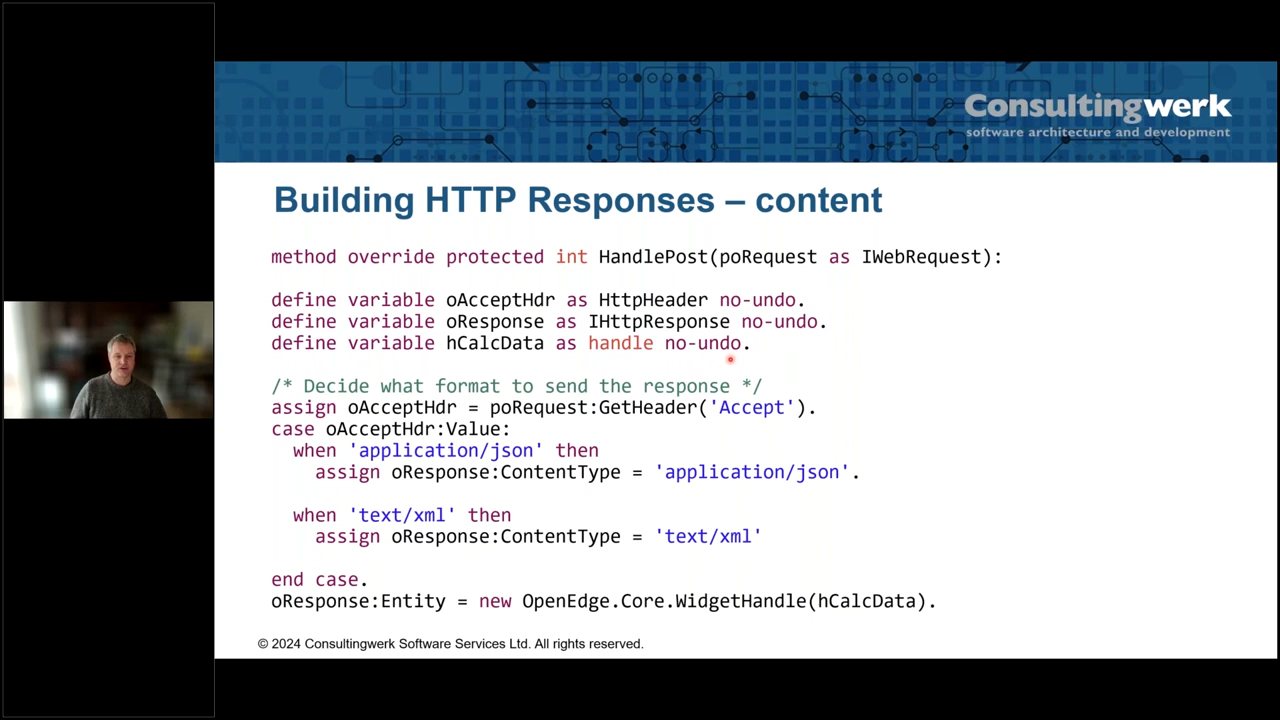 Consultingwerk
software architecture and development
Building HTTP Responses – content
method override protected int HandlePost(poRequest as IWebRequest):
define variable oAcceptHdr as HttpHeader no-undo.
define variable oResponse as IHttpResponse no-undo.
define variable hCalcData as handle no-undo.
/* Decide what format to send the response */
assign oAcceptHdr = poRequest:GetHeader('Accept').
case oAcceptHdr:Value:
when 'application/json' then
assign oResponse:ContentType = 'application/json'.
when 'text/xml' then
assign oResponse:ContentType = 'text/xml'
end case.
oResponse:Entity = new OpenEdge.Core.WidgetHandle(hCalcData).
© 2024 Consultingwerk Software Services Ltd. All rights reserved.